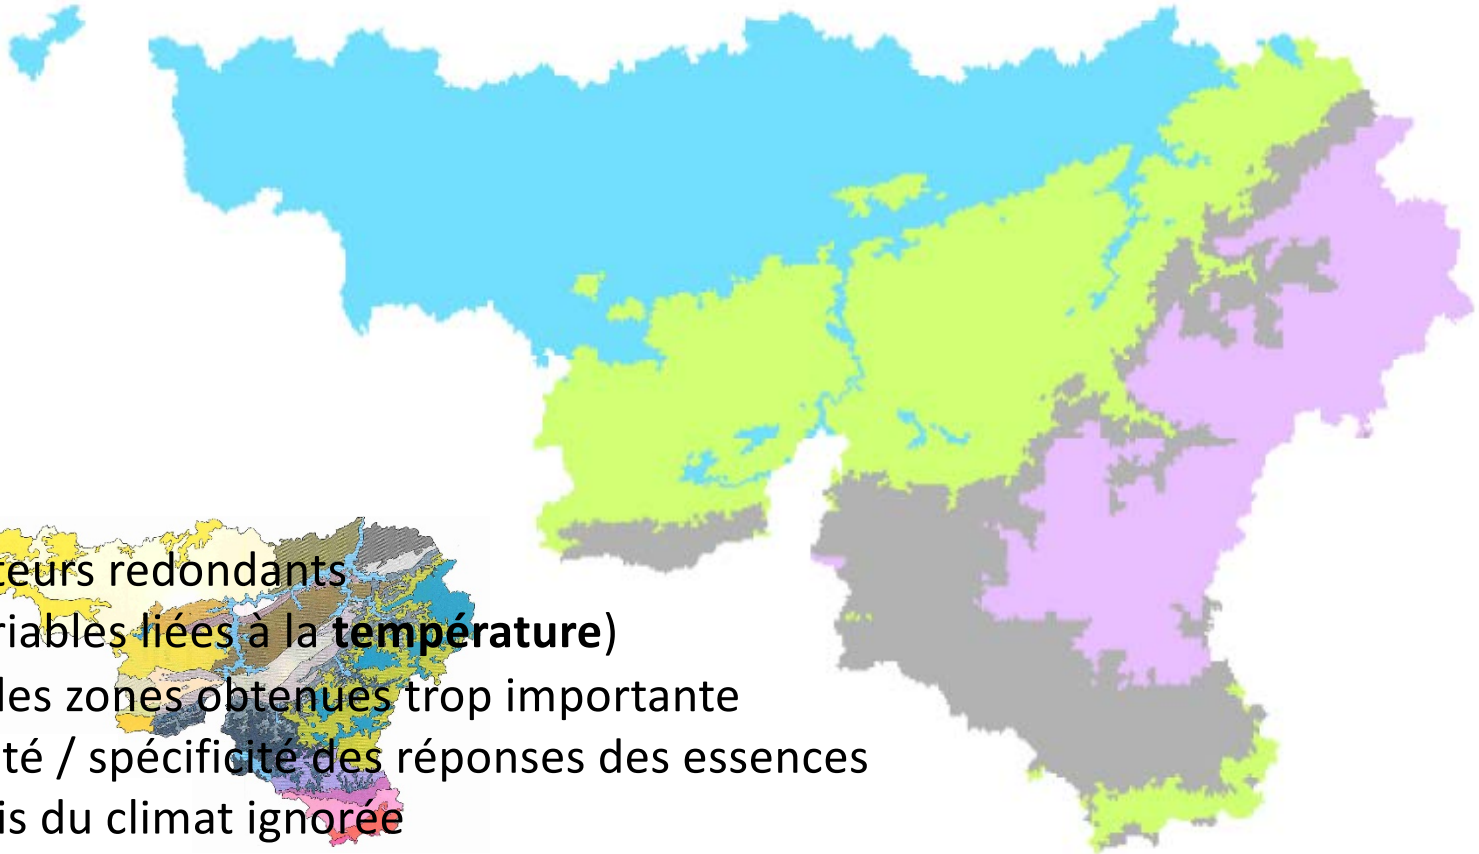 teurs redondants
riables liées à la température)
des zones obtenues trop importante
té / spécificité des réponses des essences
is du climat ignorée